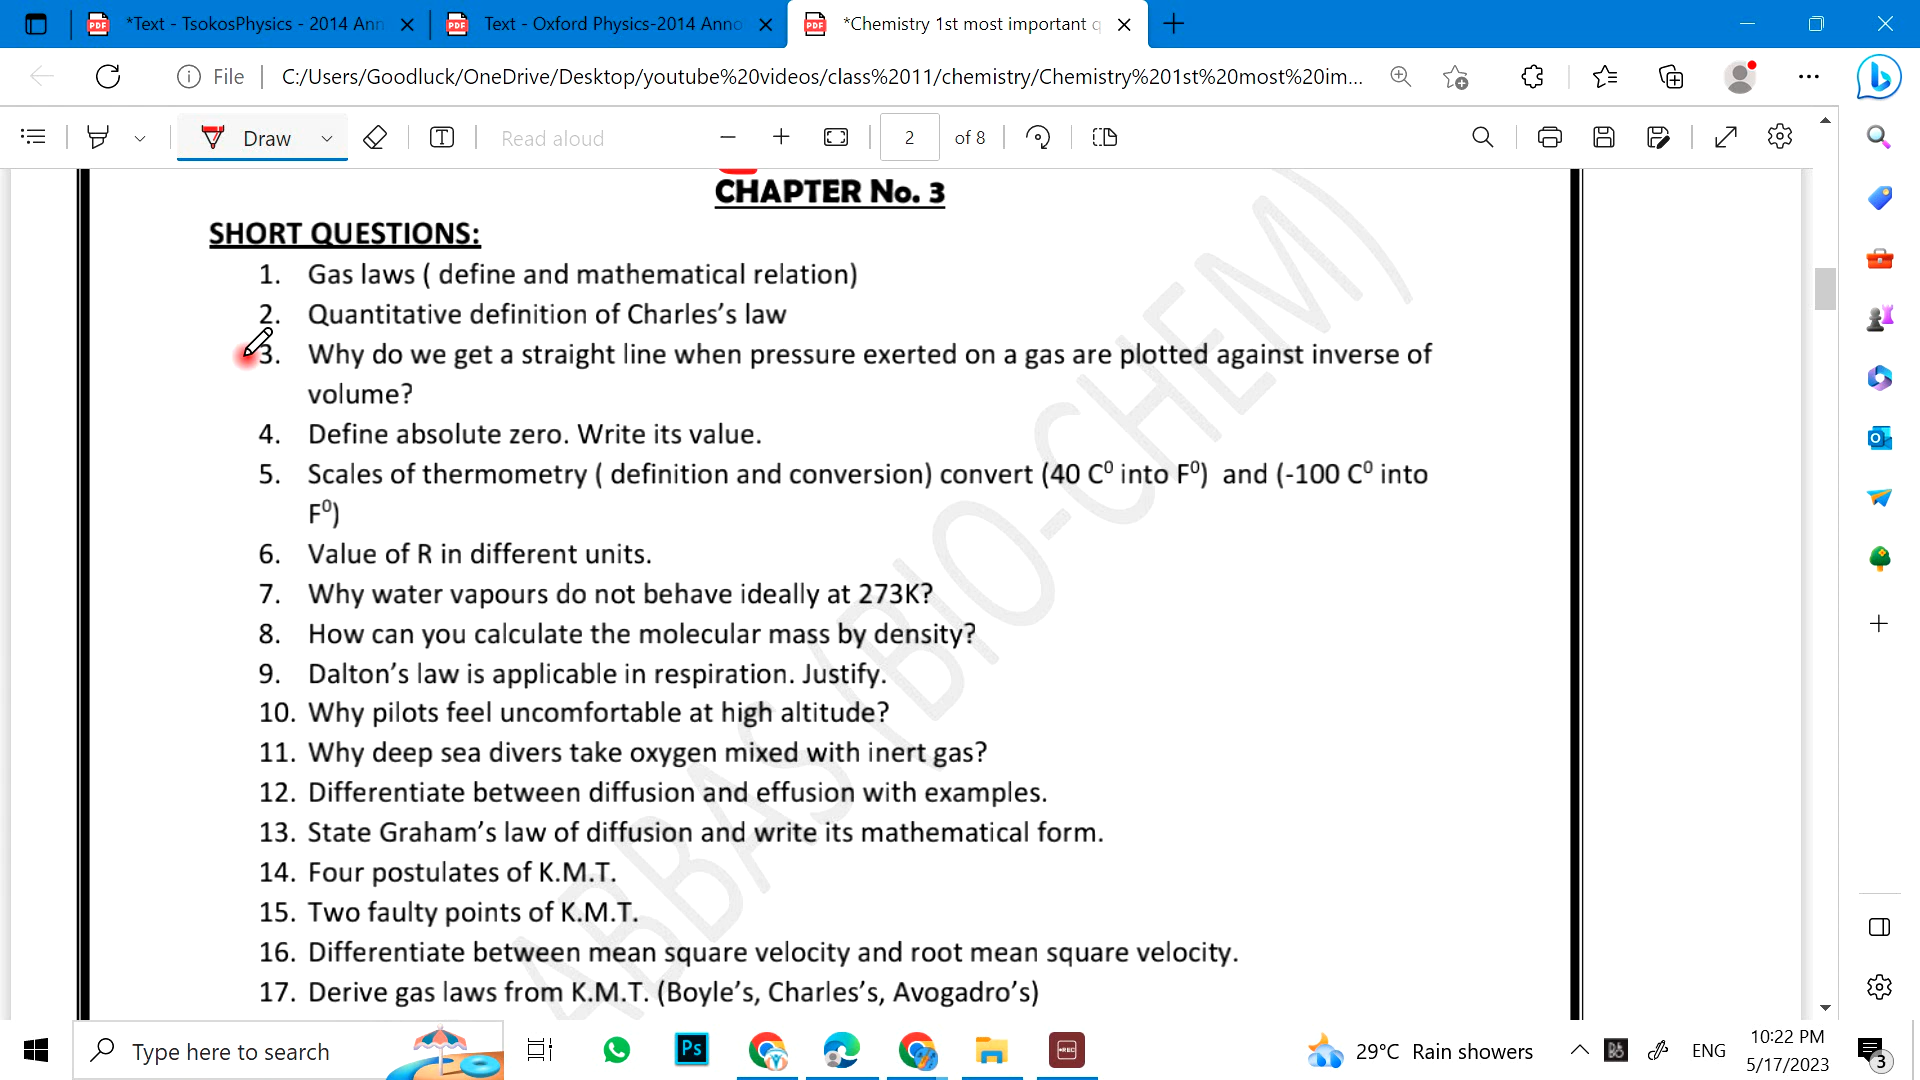 *Text - TsokosPhysics - 2014 Ann
Text - Oxford Physics-2014 Anno
*Chemistry 1st most important q
File
C:/Users/Goodluck/OneDrive/Desktop/youtube%20videos/class%2011/chemistry/Chemistry%201st%20most%20im...
Draw
Read aloud
2 of 8
CHAPTER No. 3
SHORT QUESTIONS:
1. Gas laws ( define and mathematical relation)
2. Quantitative definition of Charles’s law
3. Why do we get a straight line when pressure exerted on a gas are plotted against inverse of
volume?
4. Define absolute zero. Write its value.
5. Scales of thermometry ( definition and conversion) convert (40 C⁰ into F⁰) and (-100 C⁰ into
F⁰)
6. Value of R in different units.
7. Why water vapours do not behave ideally at 273K?
8. How can you calculate the molecular mass by density?
9. Dalton’s law is applicable in respiration. Justify.
10. Why pilots feel uncomfortable at high altitude?
11. Why deep sea divers take oxygen mixed with inert gas?
12. Differentiate between diffusion and effusion with examples.
13. State Graham’s law of diffusion and write its mathematical form.
14. Four postulates of K.M.T.
15. Two faulty points of K.M.T.
16. Differentiate between mean square velocity and root mean square velocity.
17. Derive gas laws from K.M.T. (Boyle’s, Charles’s, Avogadro’s)
ABBAS (BIO-CHEM)
Type here to search
Ps
REC
29°C Rain showers
ENG
10:22 PM
5/17/2023
3